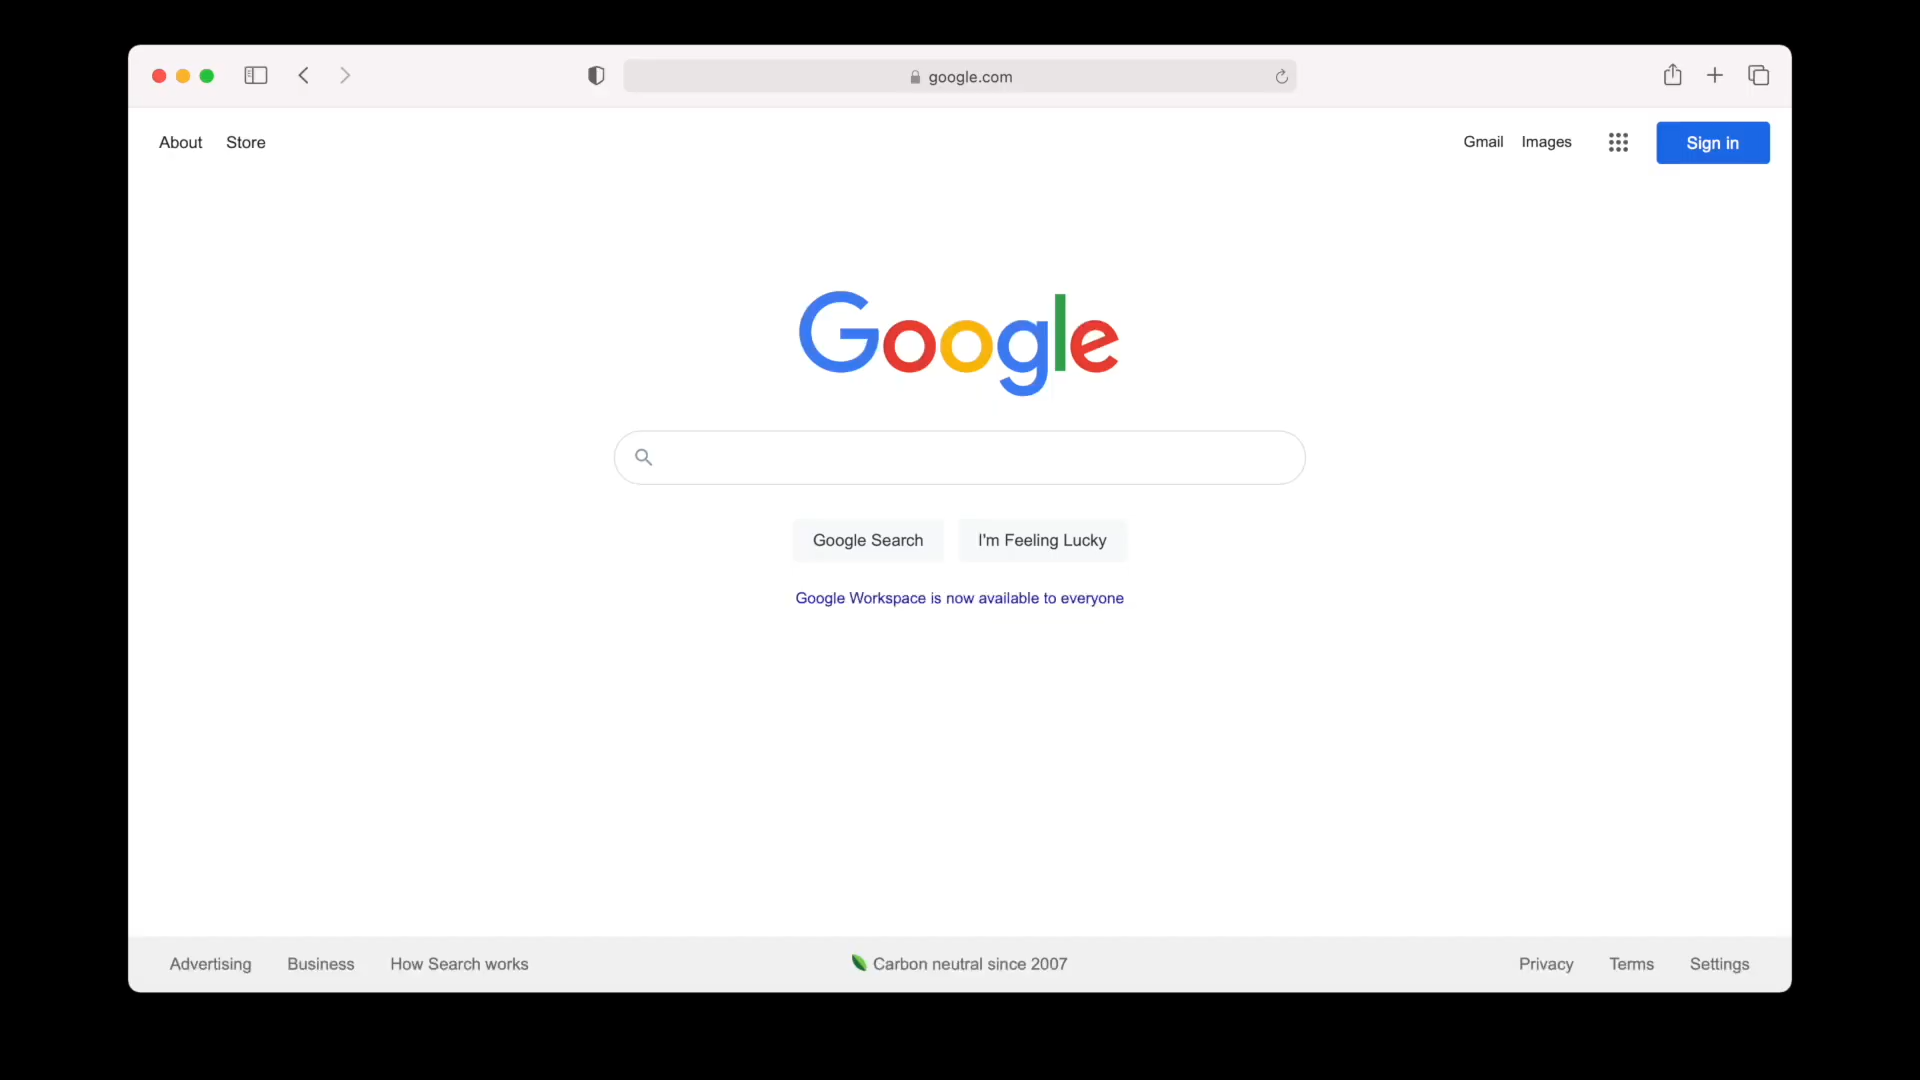 google.com
About Store Gmail Images Sign in
Google
Google Search I'm Feeling Lucky
Google Workspace is now available to everyone
Advertising Business How Search works Carbon neutral since 2007 Privacy Terms Settings